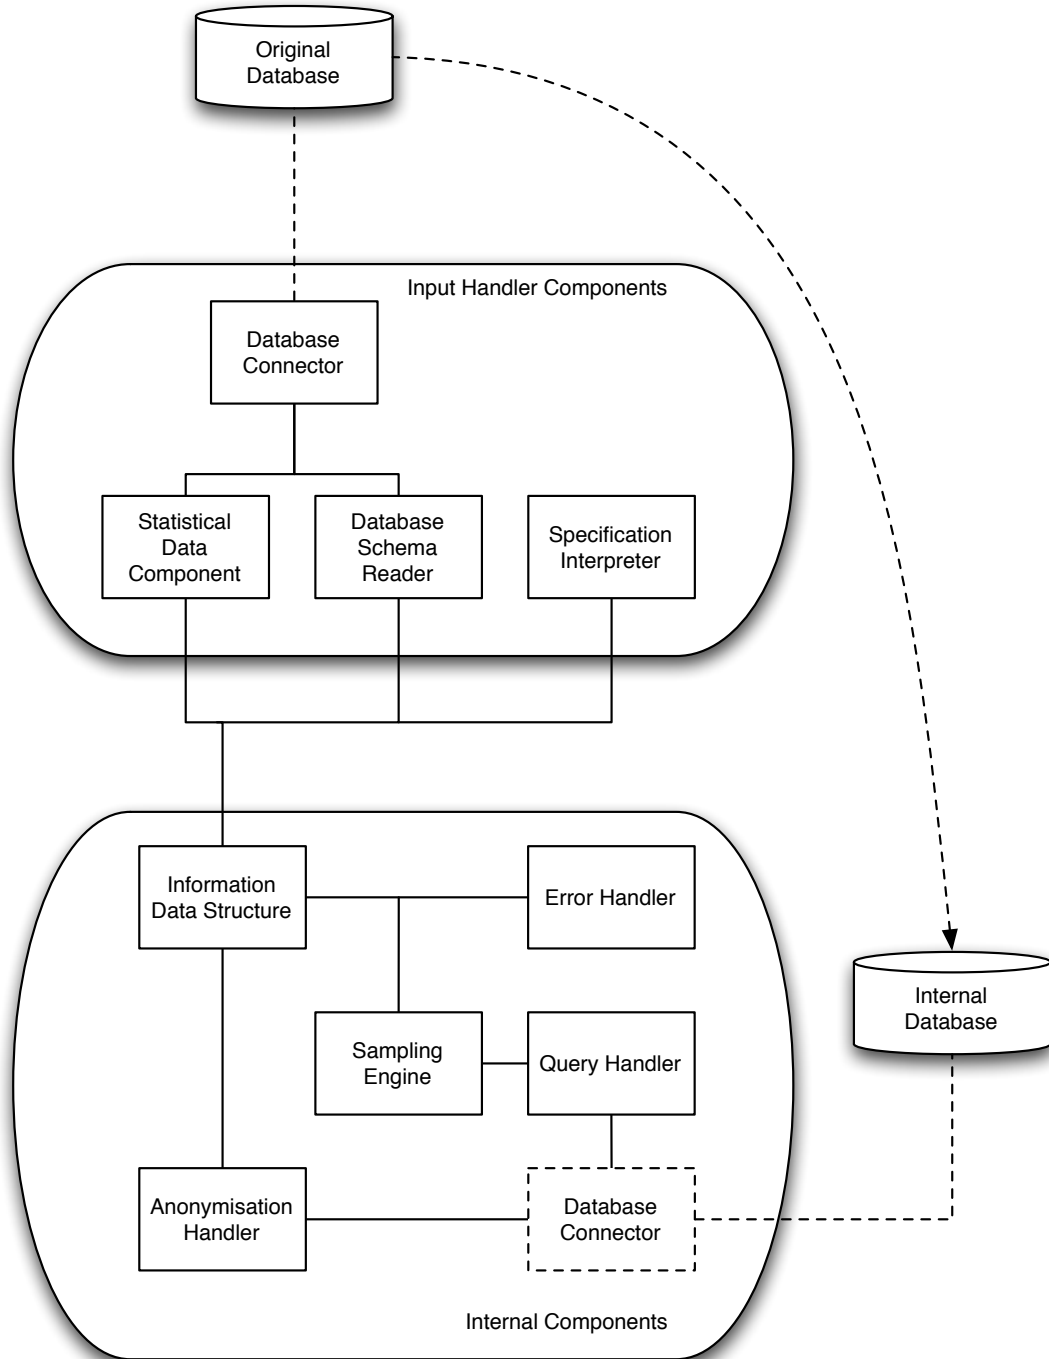 Original
Database
Input Handler Components
Database
Connector
Statistical
Data
Component
Database
Schema
Reader
Specification
Interpreter
Information
Data Structure
Error Handler
Internal
Database
Sampling
Engine
Query Handler
Anonymisation
Handler
Database
Connector
Internal Components